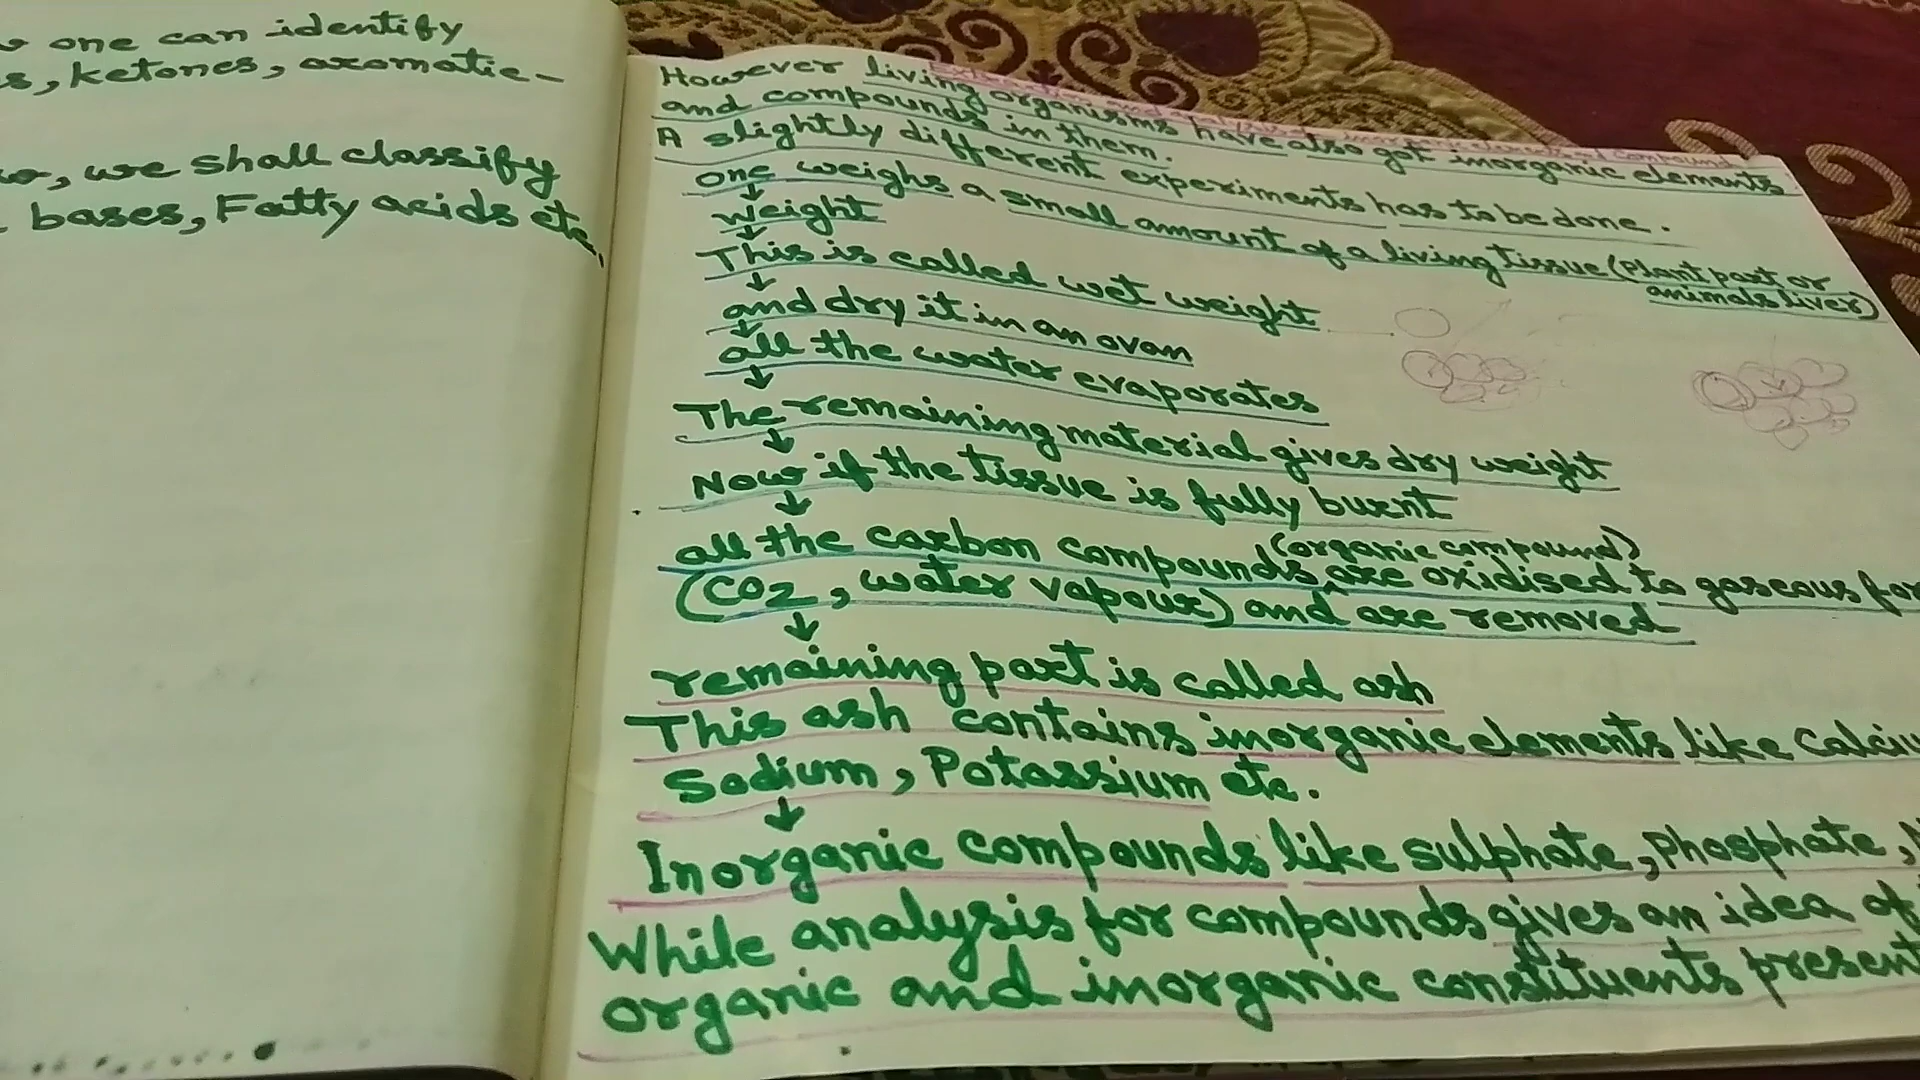 one can identify
s, ketones, aromatic-
we shall classify
bases, Fatty acids etc.
However living organisms have also got inorganic elements
and compounds in them.
A slightly different experiments has to be done.
one weighs a small amount of a living tissue (Plant part or
animals liver)
↓
weight
↓
This is called wet weight
↓
and dry it in an ovan
↓
all the water evaporates
↓
The remaining material gives dry weight
↓
Now if the tissue is fully burnt
↓
(organic compound)
all the carbon compounds are oxidised to gaseous for
(CO2, water vapour) and are removed
↓
remaining part is called ash
This ash contains inorganic elements like Calciu
Sodium, Potassium etc.
↓
Inorganic compounds like sulphate, Phosphate,
While analysis for compounds gives an idea of
organic and inorganic constituents present